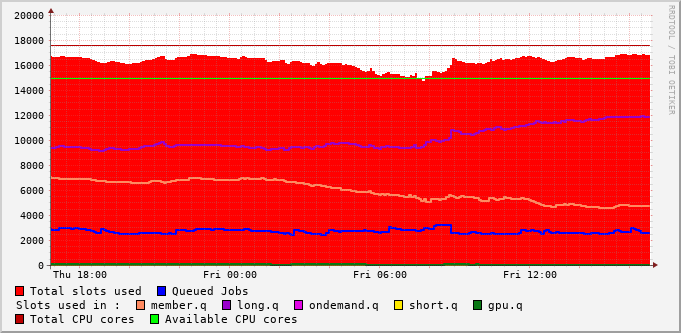 20000
18000
16000
14000
12000
10000
8000
6000
4000
2000
0
Thu 18:00 Fri 00:00 Fri 06:00 Fri 12:00
RRDTOOL / TOBI OETIKER
Total slots used Queued Jobs
Slots used in : member.q long.q ondemand.q short.q gpu.q
Total CPU cores Available CPU cores